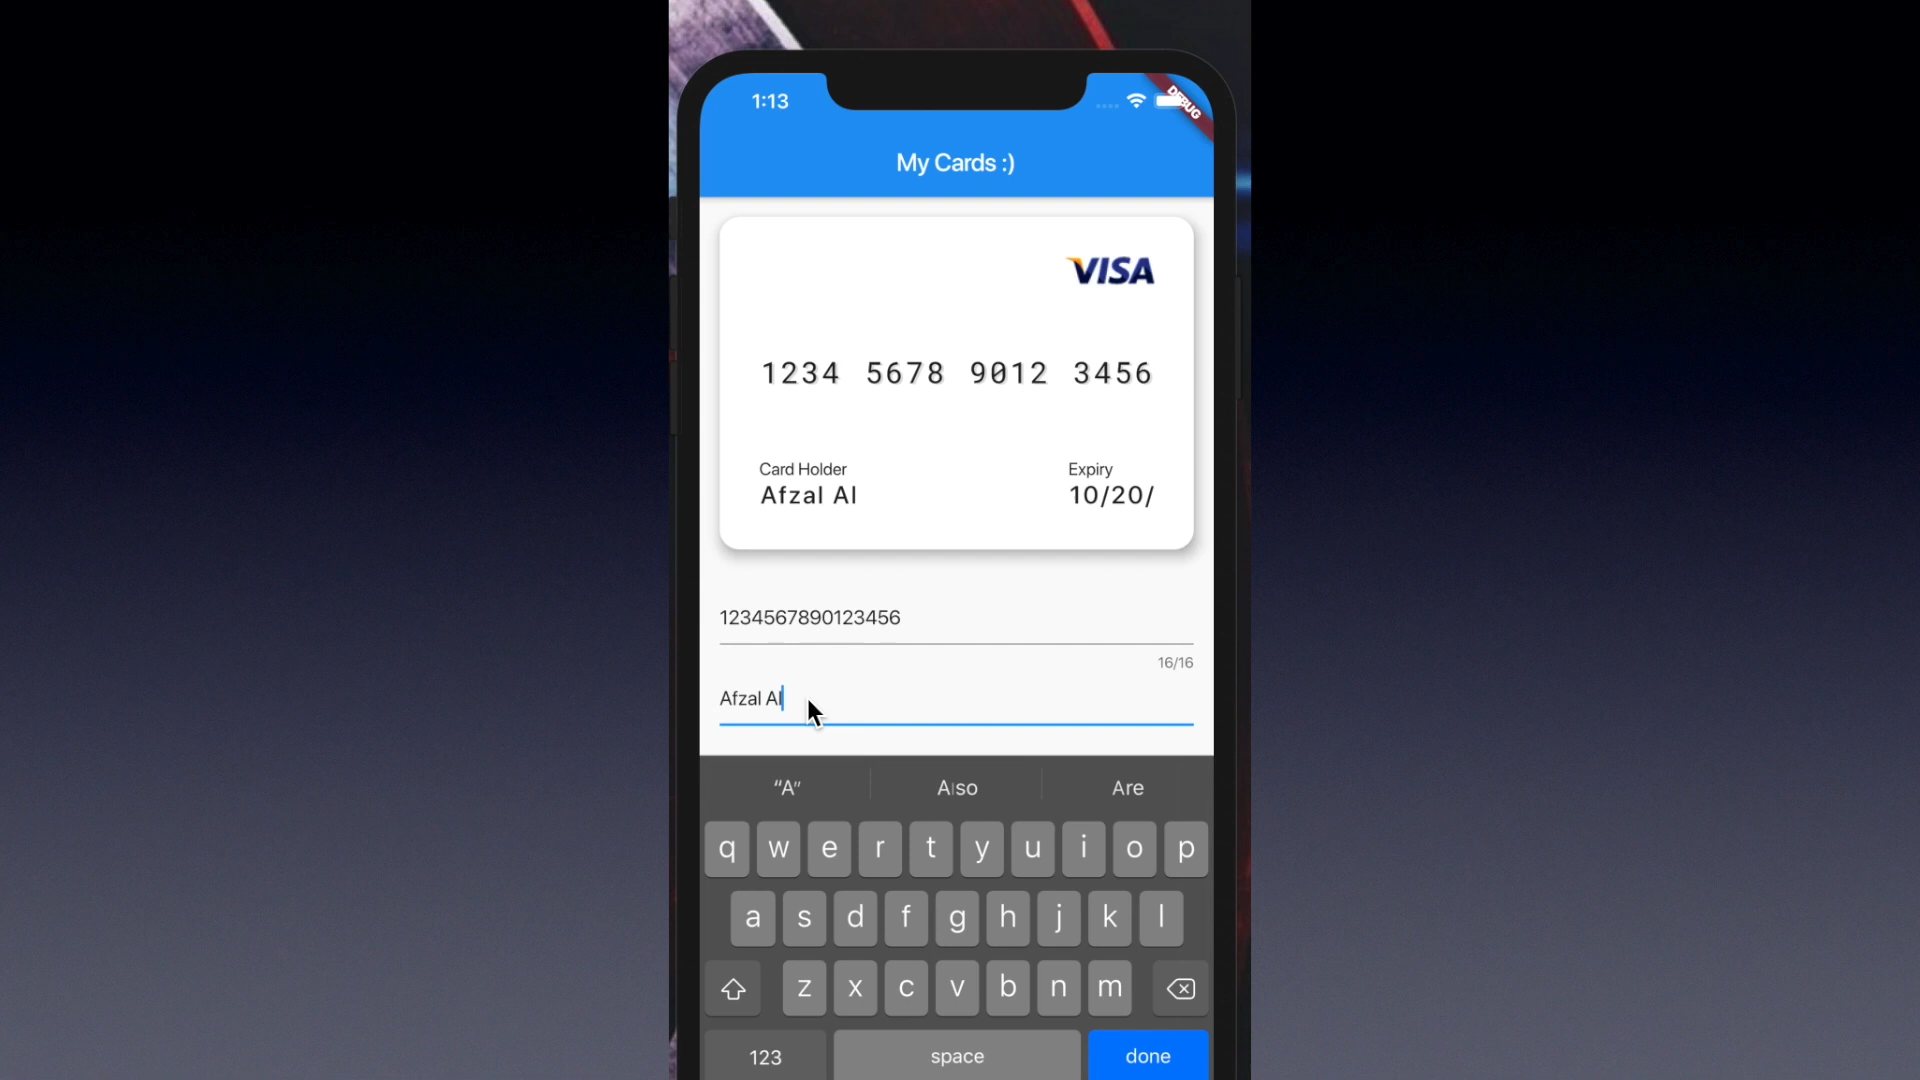 1:13
DEBUG
My Cards :)
VISA
1234 5678 9012 3456
Card Holder
Expiry
Afzal Al
10/20/
1234567890123456
16/16
Afzal Al
“A” Also Are
q w e r t y u i o p
a s d f g h j k l
z x c v b n m
123 space done